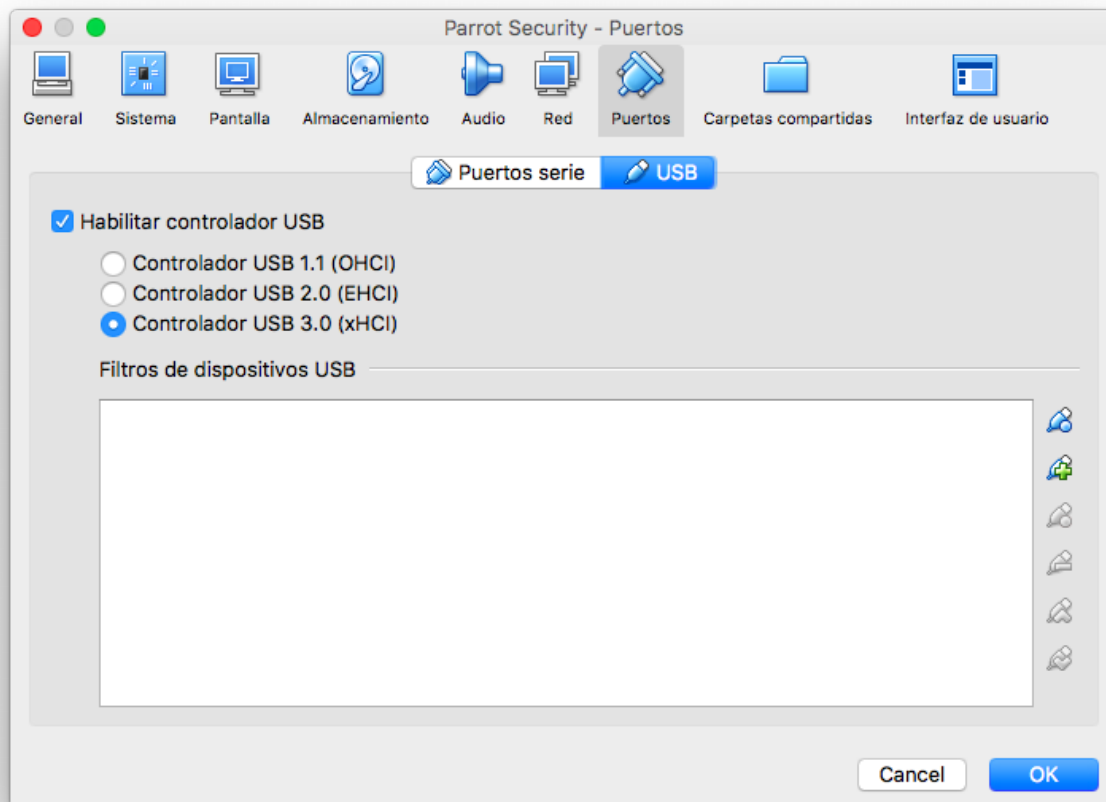 Parrot Security - Puertos
General Sistema Pantalla Almacenamiento Audio Red Puertos Carpetas compartidas Interfaz de usuario
Puertos serie USB
Habilitar controlador USB
Controlador USB 1.1 (OHCI)
Controlador USB 2.0 (EHCI)
Controlador USB 3.0 (xHCI)
Filtros de dispositivos USB
Cancel OK